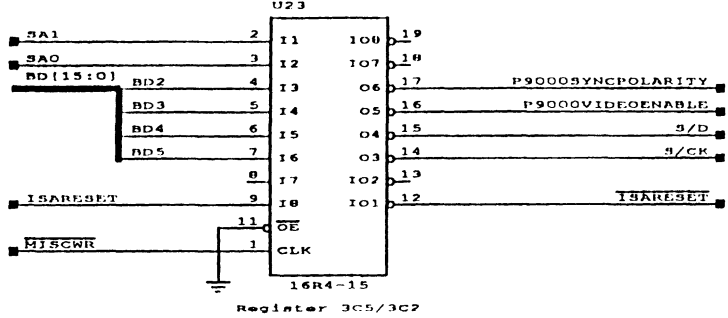 U23
SA1 2 I1 IO8 19
SA0 3 I2 IO7 18
BD[15:0] BD2 4 I3 O6 17 P9000SYNCPOLARITY
BD3 5 I4 O5 16 P9000VIDEOENABLE
BD4 6 I5 O4 15 S/D
BD5 7 I6 O3 14 S/CK
8 I7 IO2 13
ISARESET 9 I8 IO1 12 ISARESET
11 OE
MISCWR 1 CLK
16R4-15
Register 3C5/3C2